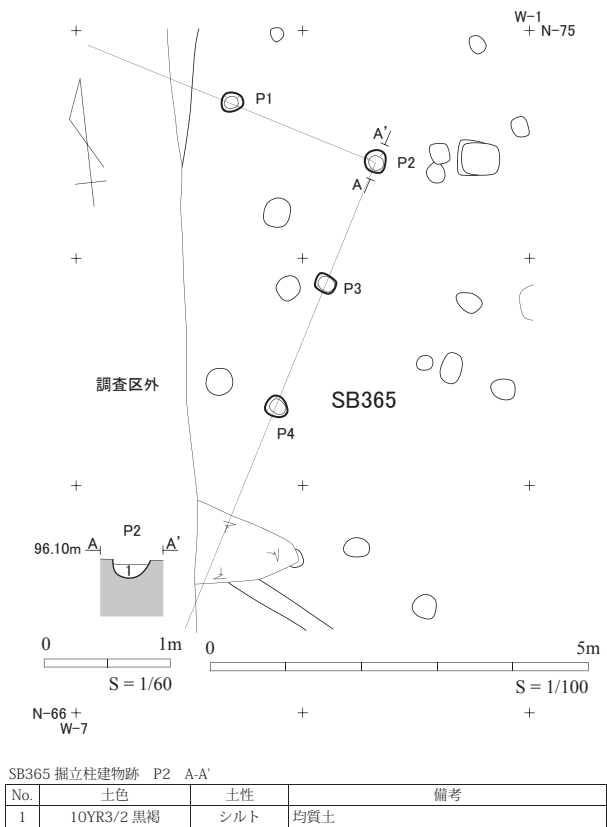 W-1
N-75
P1
A'
P2
A
P3
調査区外
SB365
P4
P2
96.10m A A'
1
0 1m
S = 1/60
0 5m
S = 1/100
N-66
W-7
SB365 掘立柱建物跡 P2 A-A'
No. 土色 土性 備考
1 10YR3/2 黒褐 シルト 均質土